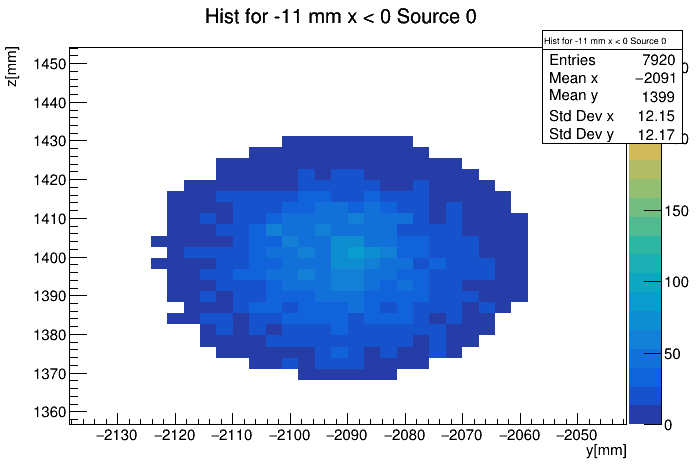 Hist for -11 mm x < 0 Source 0
z[mm]
Hist for -11 mm x < 0 Source 0
Entries 7920
Mean x −2091
Mean y 1399
Std Dev x 12.15
Std Dev y 12.17
1450
1440
1430
1420
1410
1400
1390
1380
1370
1360
150
100
50
0
−2130 −2120 −2110 −2100 −2090 −2080 −2070 −2060 −2050
y[mm]